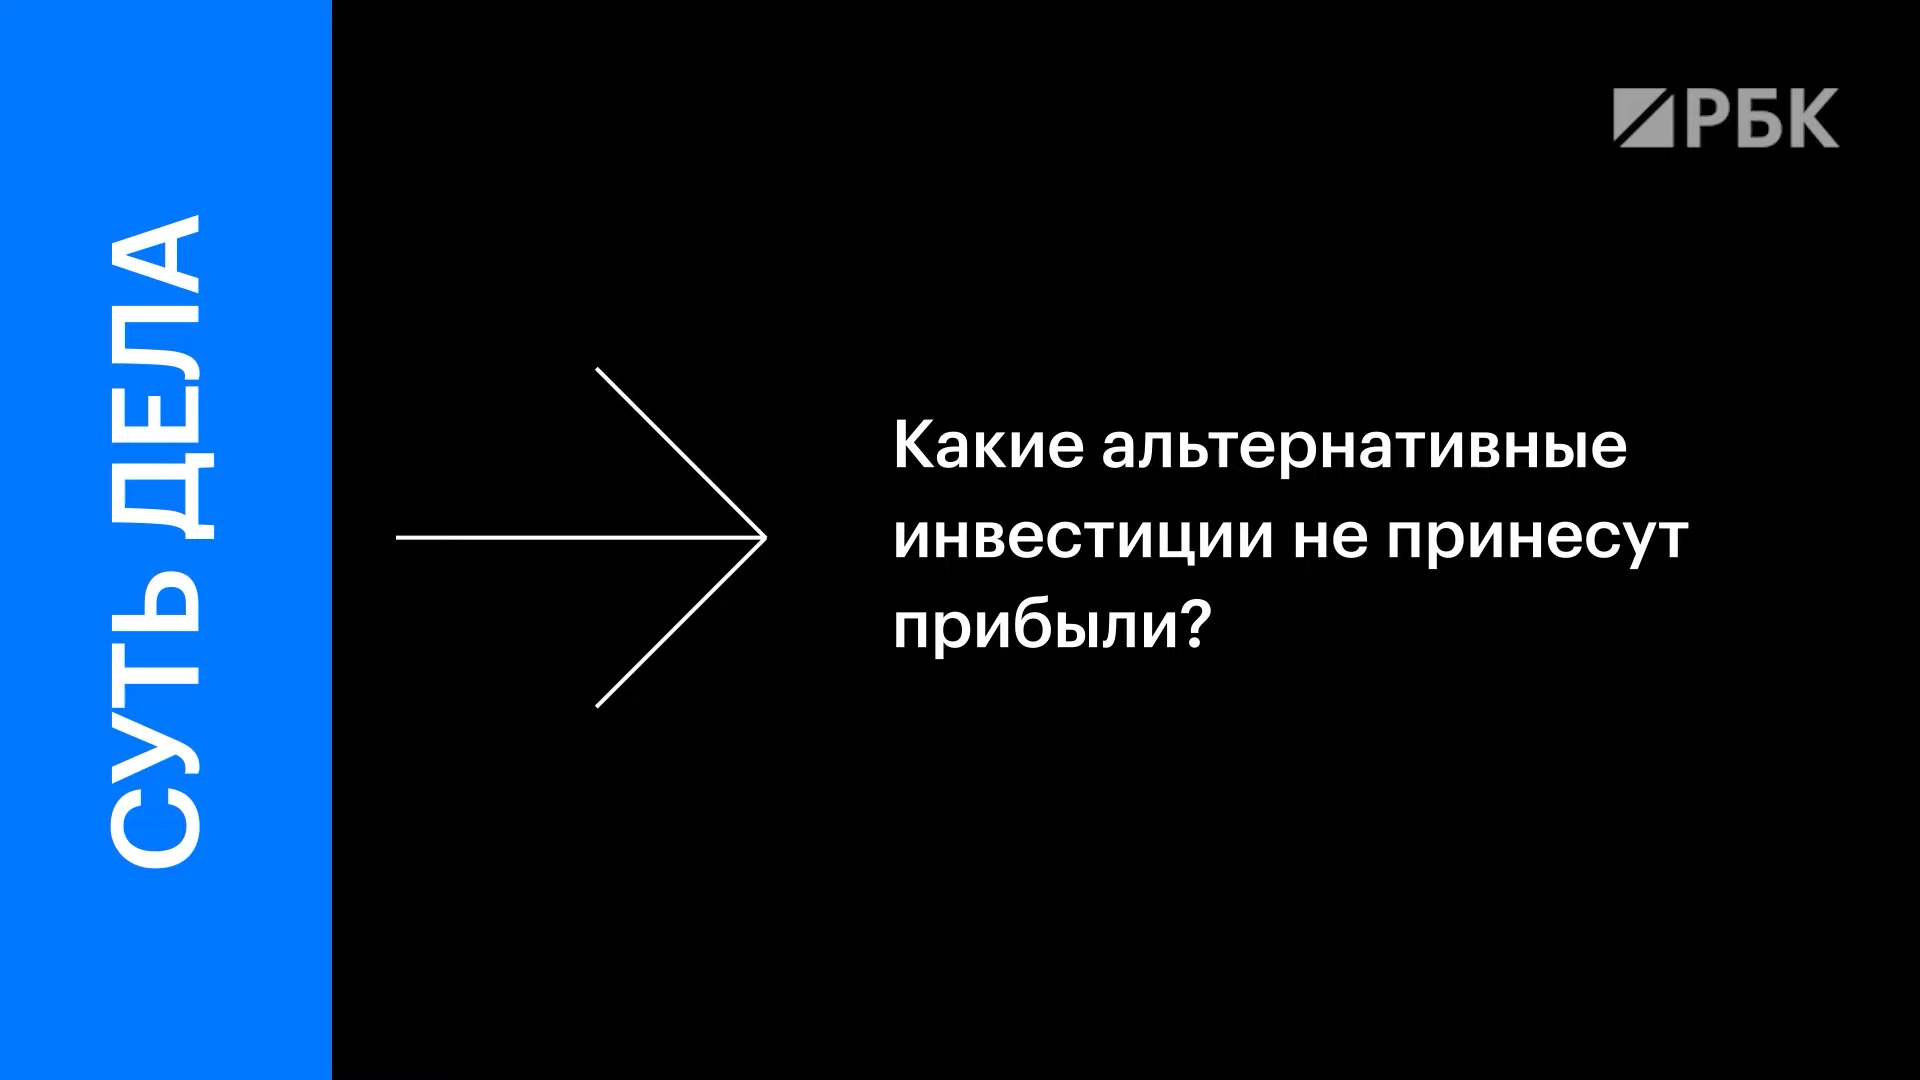 СУТЬ ДЕЛА
РБК
Какие альтернативные
инвестиции не принесут
прибыли?